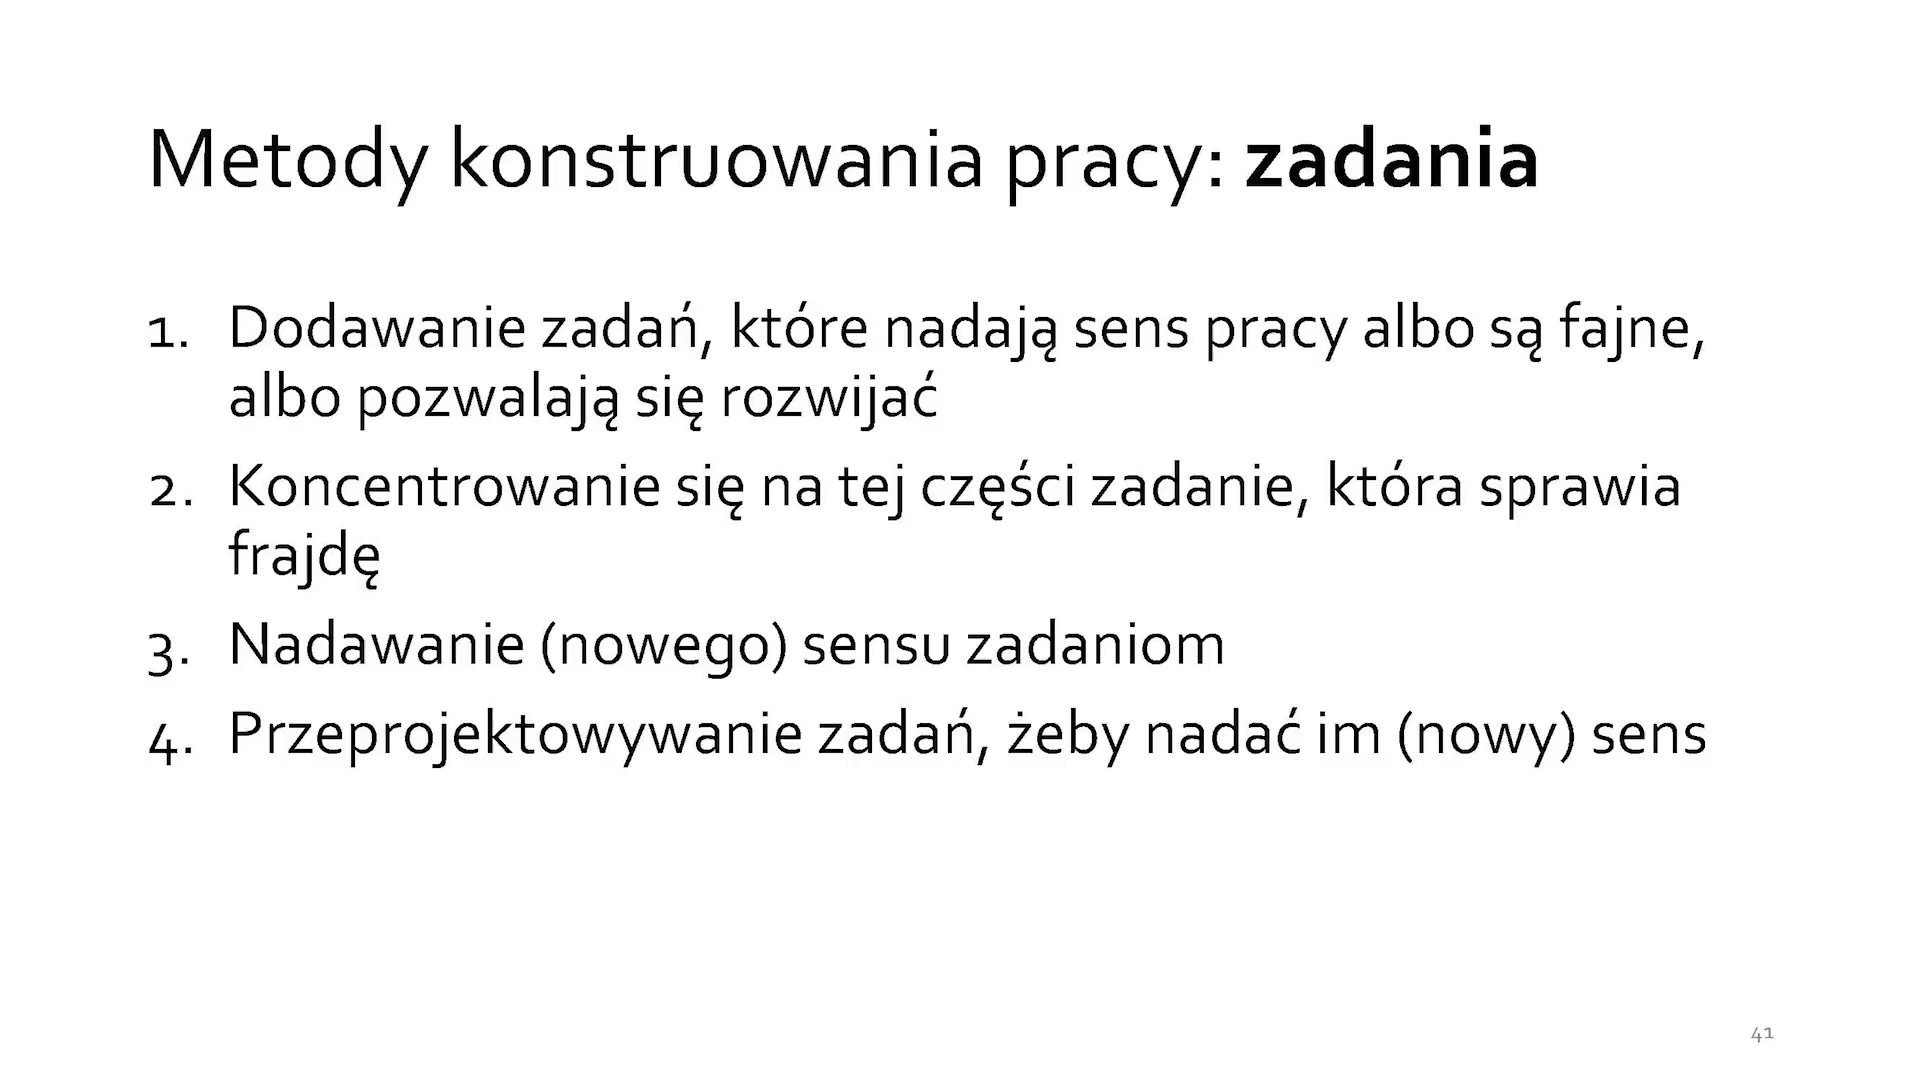 Metody konstruowania pracy: zadania
1. Dodawanie zadań, które nadają sens pracy albo są fajne,
albo pozwalają się rozwijać
2. Koncentrowanie się na tej części zadanie, która sprawia
frajdę
3. Nadawanie (nowego) sensu zadaniom
4. Przeprojektowywanie zadań, żeby nadać im (nowy) sens
41